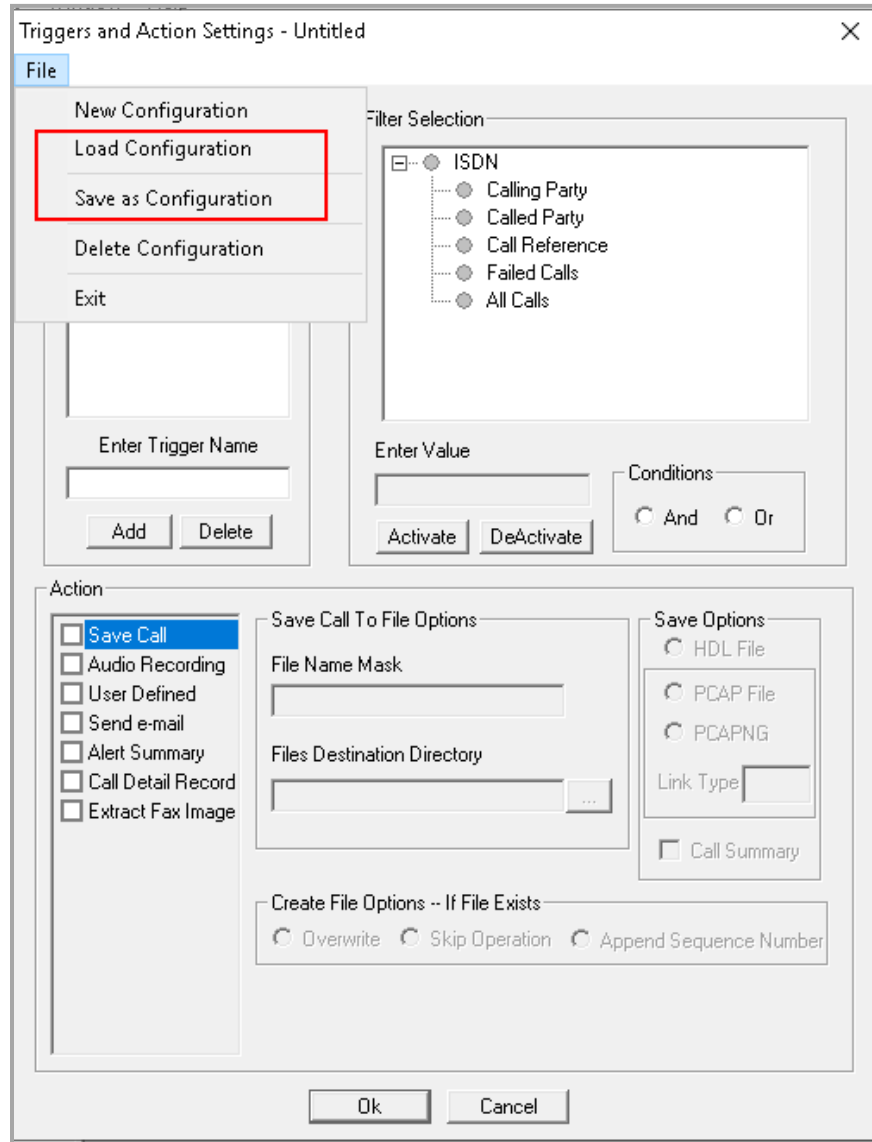 Triggers and Action Settings - Untitled
File
New Configuration
Load Configuration
Save as Configuration
Delete Configuration
Exit
Filter Selection
ISDN
Calling Party
Called Party
Call Reference
Failed Calls
All Calls
Enter Trigger Name
Add Delete
Enter Value
Activate DeActivate
Conditions
And Or
Action
Save Call
Audio Recording
User Defined
Send e-mail
Alert Summary
Call Detail Record
Extract Fax Image
Save Call To File Options
File Name Mask
Files Destination Directory
...
Save Options
HDL File
PCAP File
PCAPNG
Link Type
Call Summary
Create File Options -- If File Exists
Overwrite Skip Operation Append Sequence Number
Ok Cancel